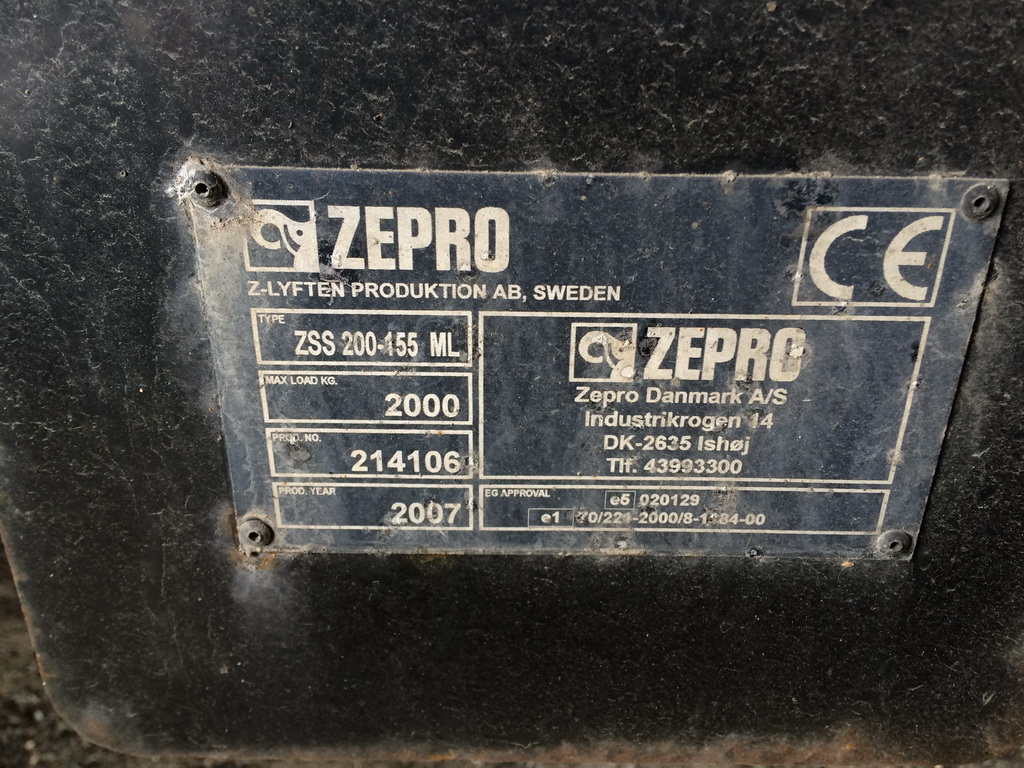 ZEPRO
CE
Z-LYFTEN PRODUKTION AB, SWEDEN
TYPE
ZSS 200-155 ML
MAX LOAD KG.
2000
PROD. NO.
214106
PROD. YEAR
2007
ZEPRO
Zepro Danmark A/S
Industrikrogen 14
DK-2635 Ishøj
Tlf. 43993300
EG APPROVAL
e5 020129
e1